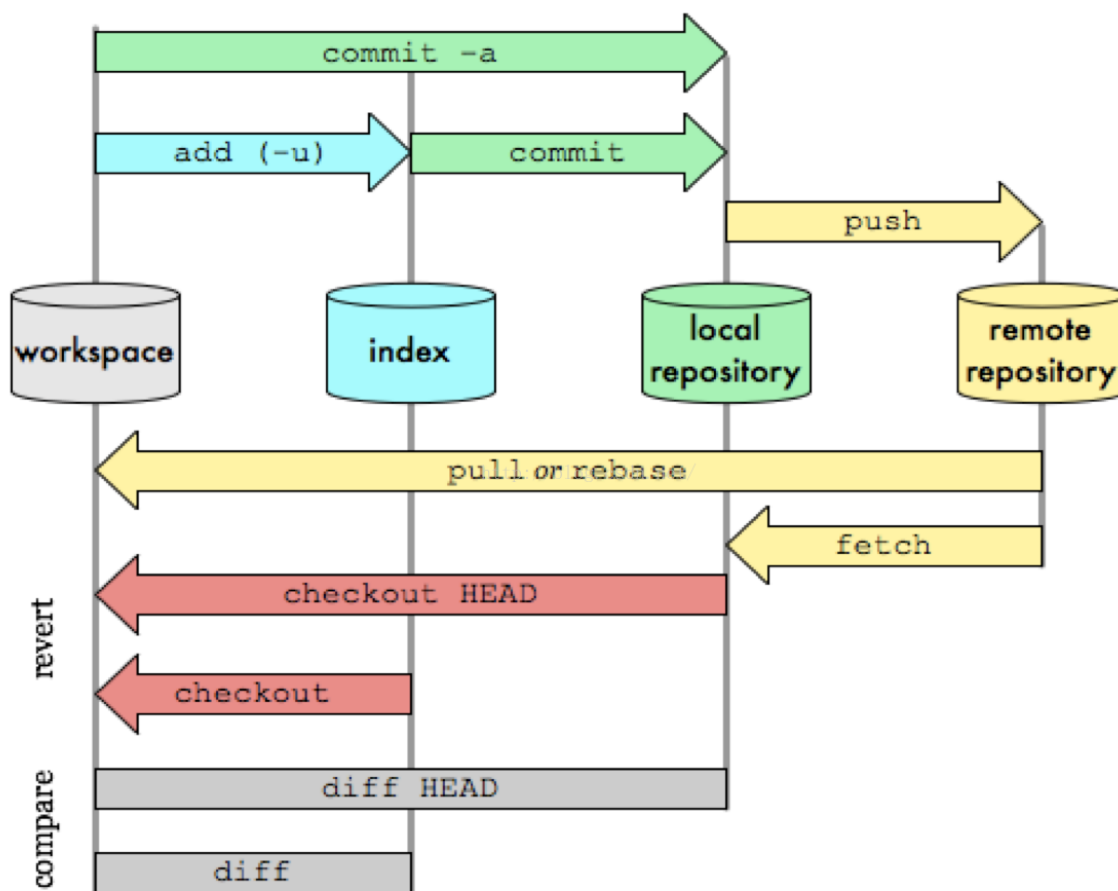 commit -a
add (-u)
commit
push
workspace
index
local
repository
remote
repository
pull or rebase
fetch
checkout HEAD
revert
checkout
diff HEAD
compare
diff